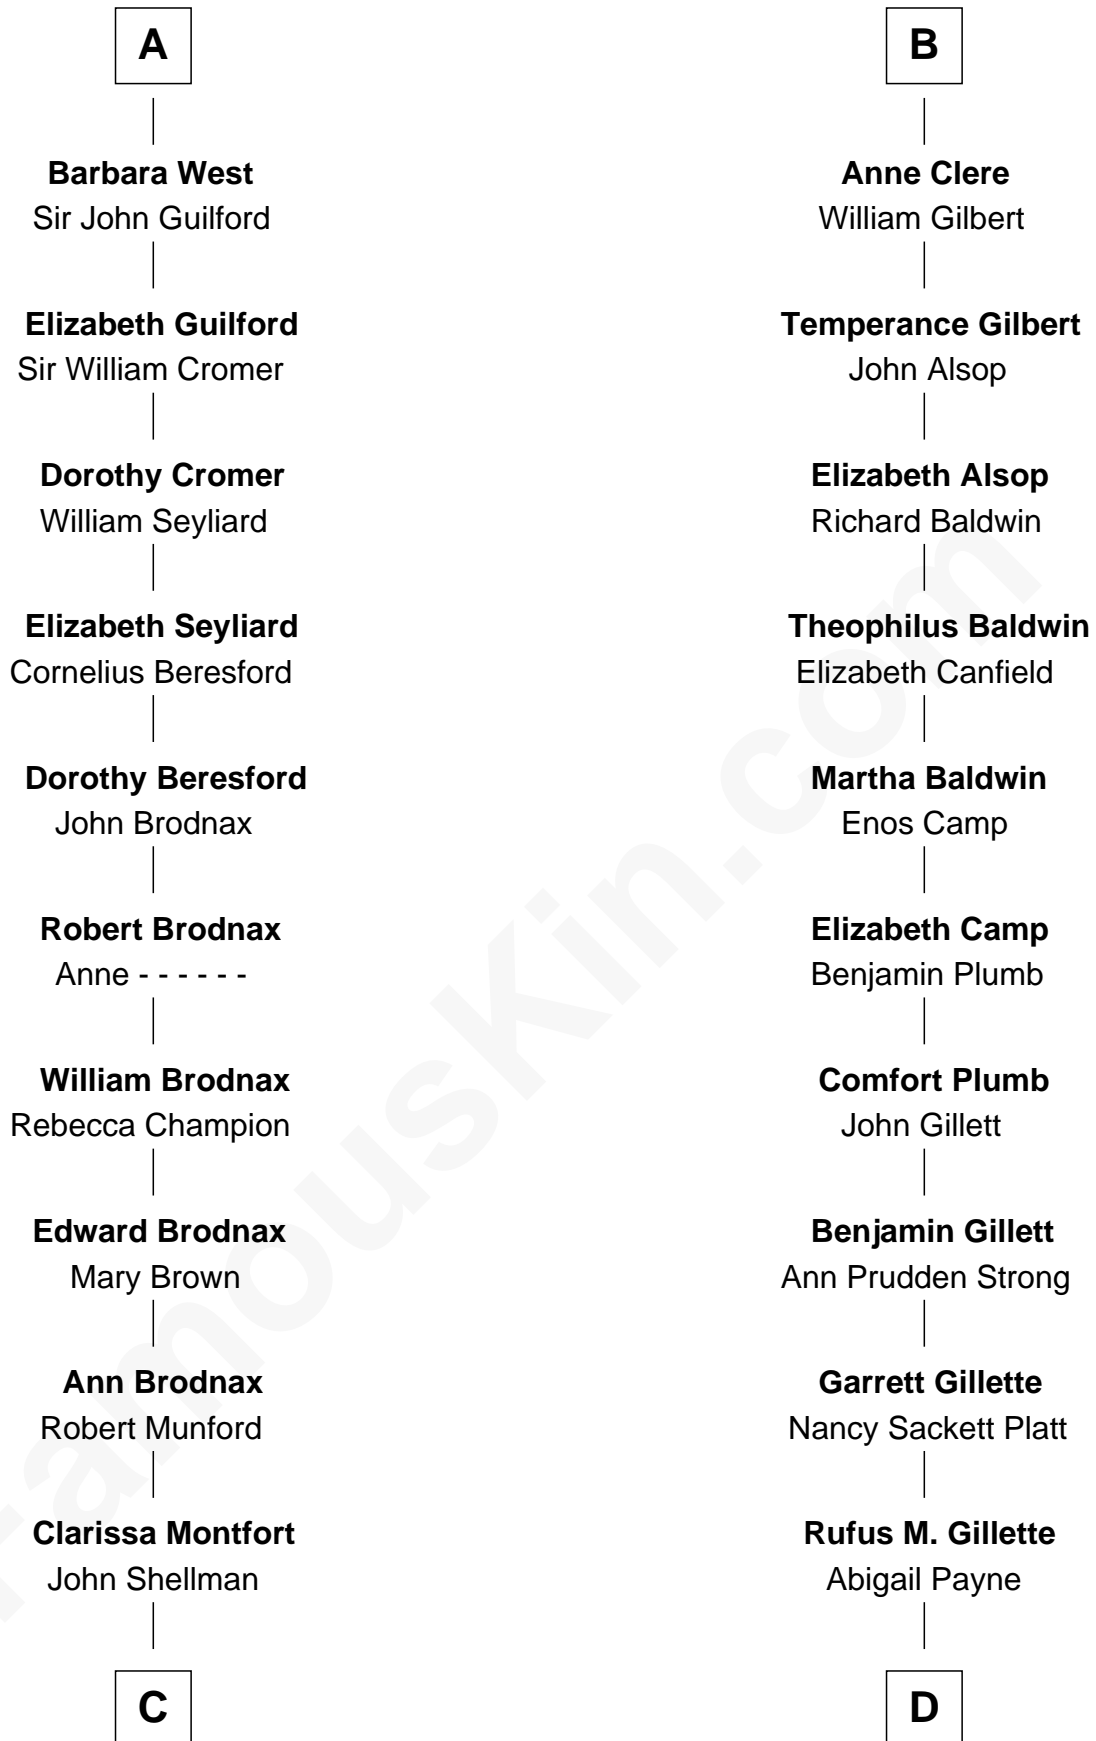 A
Barbara West
Sir John Guilford
Elizabeth Guilford
Sir William Cromer
Dorothy Cromer
William Seyliard
Elizabeth Seyliard
Cornelius Beresford
Dorothy Beresford
John Brodnax
Robert Brodnax
Anne - - - - - -
William Brodnax
Rebecca Champion
Edward Brodnax
Mary Brown
Ann Brodnax
Robert Munford
Clarissa Montfort
John Shellman
C
B
Anne Clere
William Gilbert
Temperance Gilbert
John Alsop
Elizabeth Alsop
Richard Baldwin
Theophilus Baldwin
Elizabeth Canfield
Martha Baldwin
Enos Camp
Elizabeth Camp
Benjamin Plumb
Comfort Plumb
John Gillett
Benjamin Gillett
Ann Prudden Strong
Garrett Gillette
Nancy Sackett Platt
Rufus M. Gillette
Abigail Payne
D
FamousKin.com